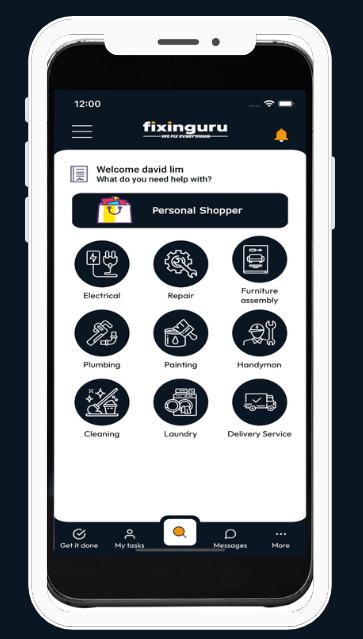 12:00
fixinguru
WE FIX EVERYTHING
Welcome david lim
What do you need help with?
Personal Shopper
Electrical
Repair
Furniture
assembly
Plumbing
Painting
Handyman
Cleaning
Laundry
Delivery Service
Get it done
My tasks
Messages
More